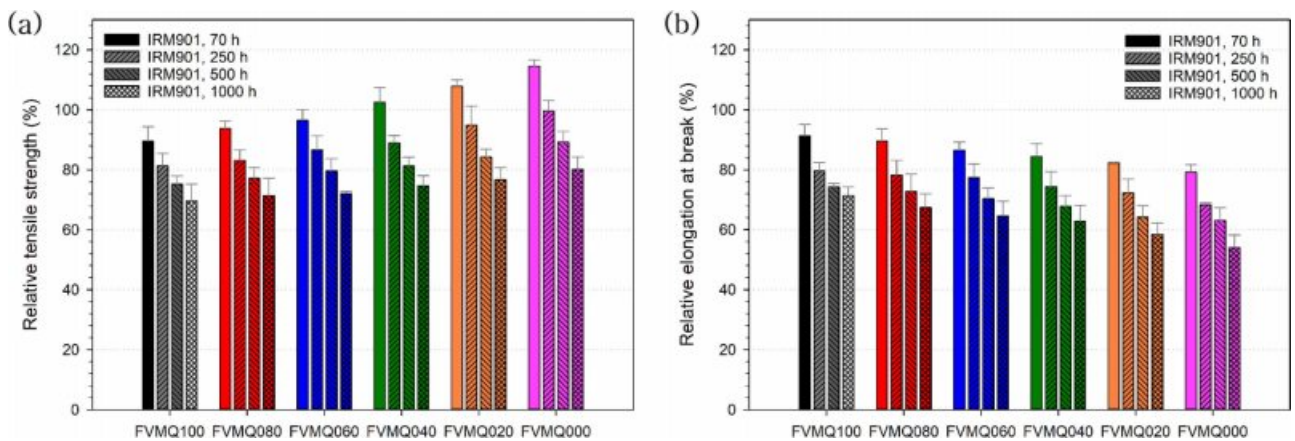 (a)
Relative tensile strength (%)
120
100
80
60
40
20
0
IRM901, 70 h
IRM901, 250 h
IRM901, 500 h
IRM901, 1000 h
FVMQ100 FVMQ080 FVMQ060 FVMQ040 FVMQ020 FVMQ000
(b)
Relative elongation at break (%)
120
100
80
60
40
20
0
IRM901, 70 h
IRM901, 250 h
IRM901, 500 h
IRM901, 1000 h
FVMQ100 FVMQ080 FVMQ060 FVMQ040 FVMQ020 FVMQ000